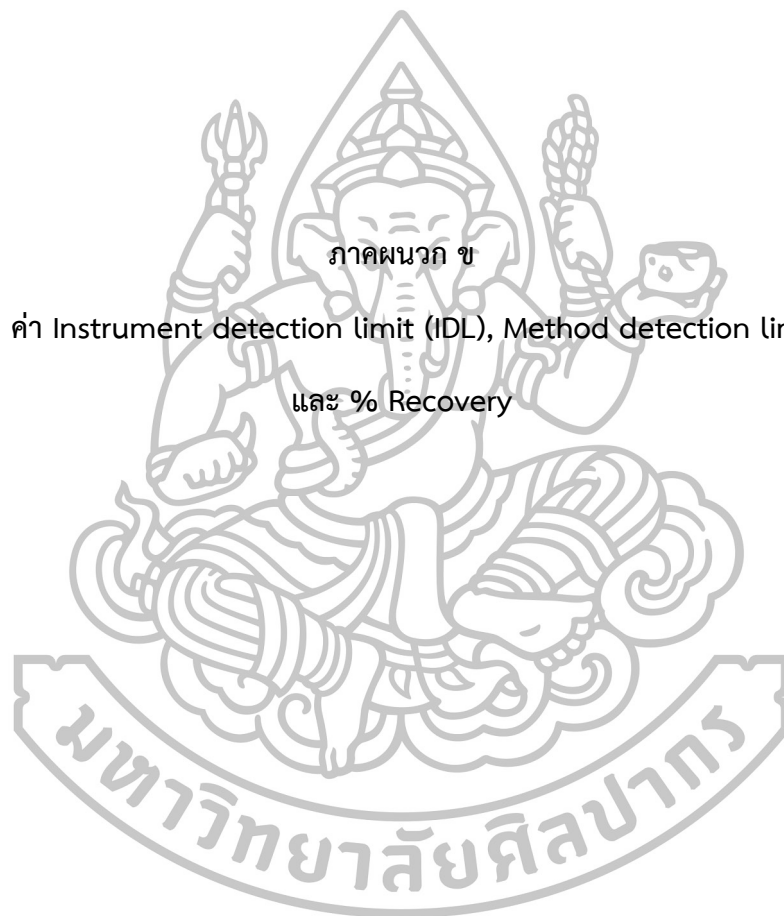 ภาคผนวก ข
ค่า Instrument detection limit (IDL), Method detection
และ % Recovery
มหาวิทยาลัยศิลปากร